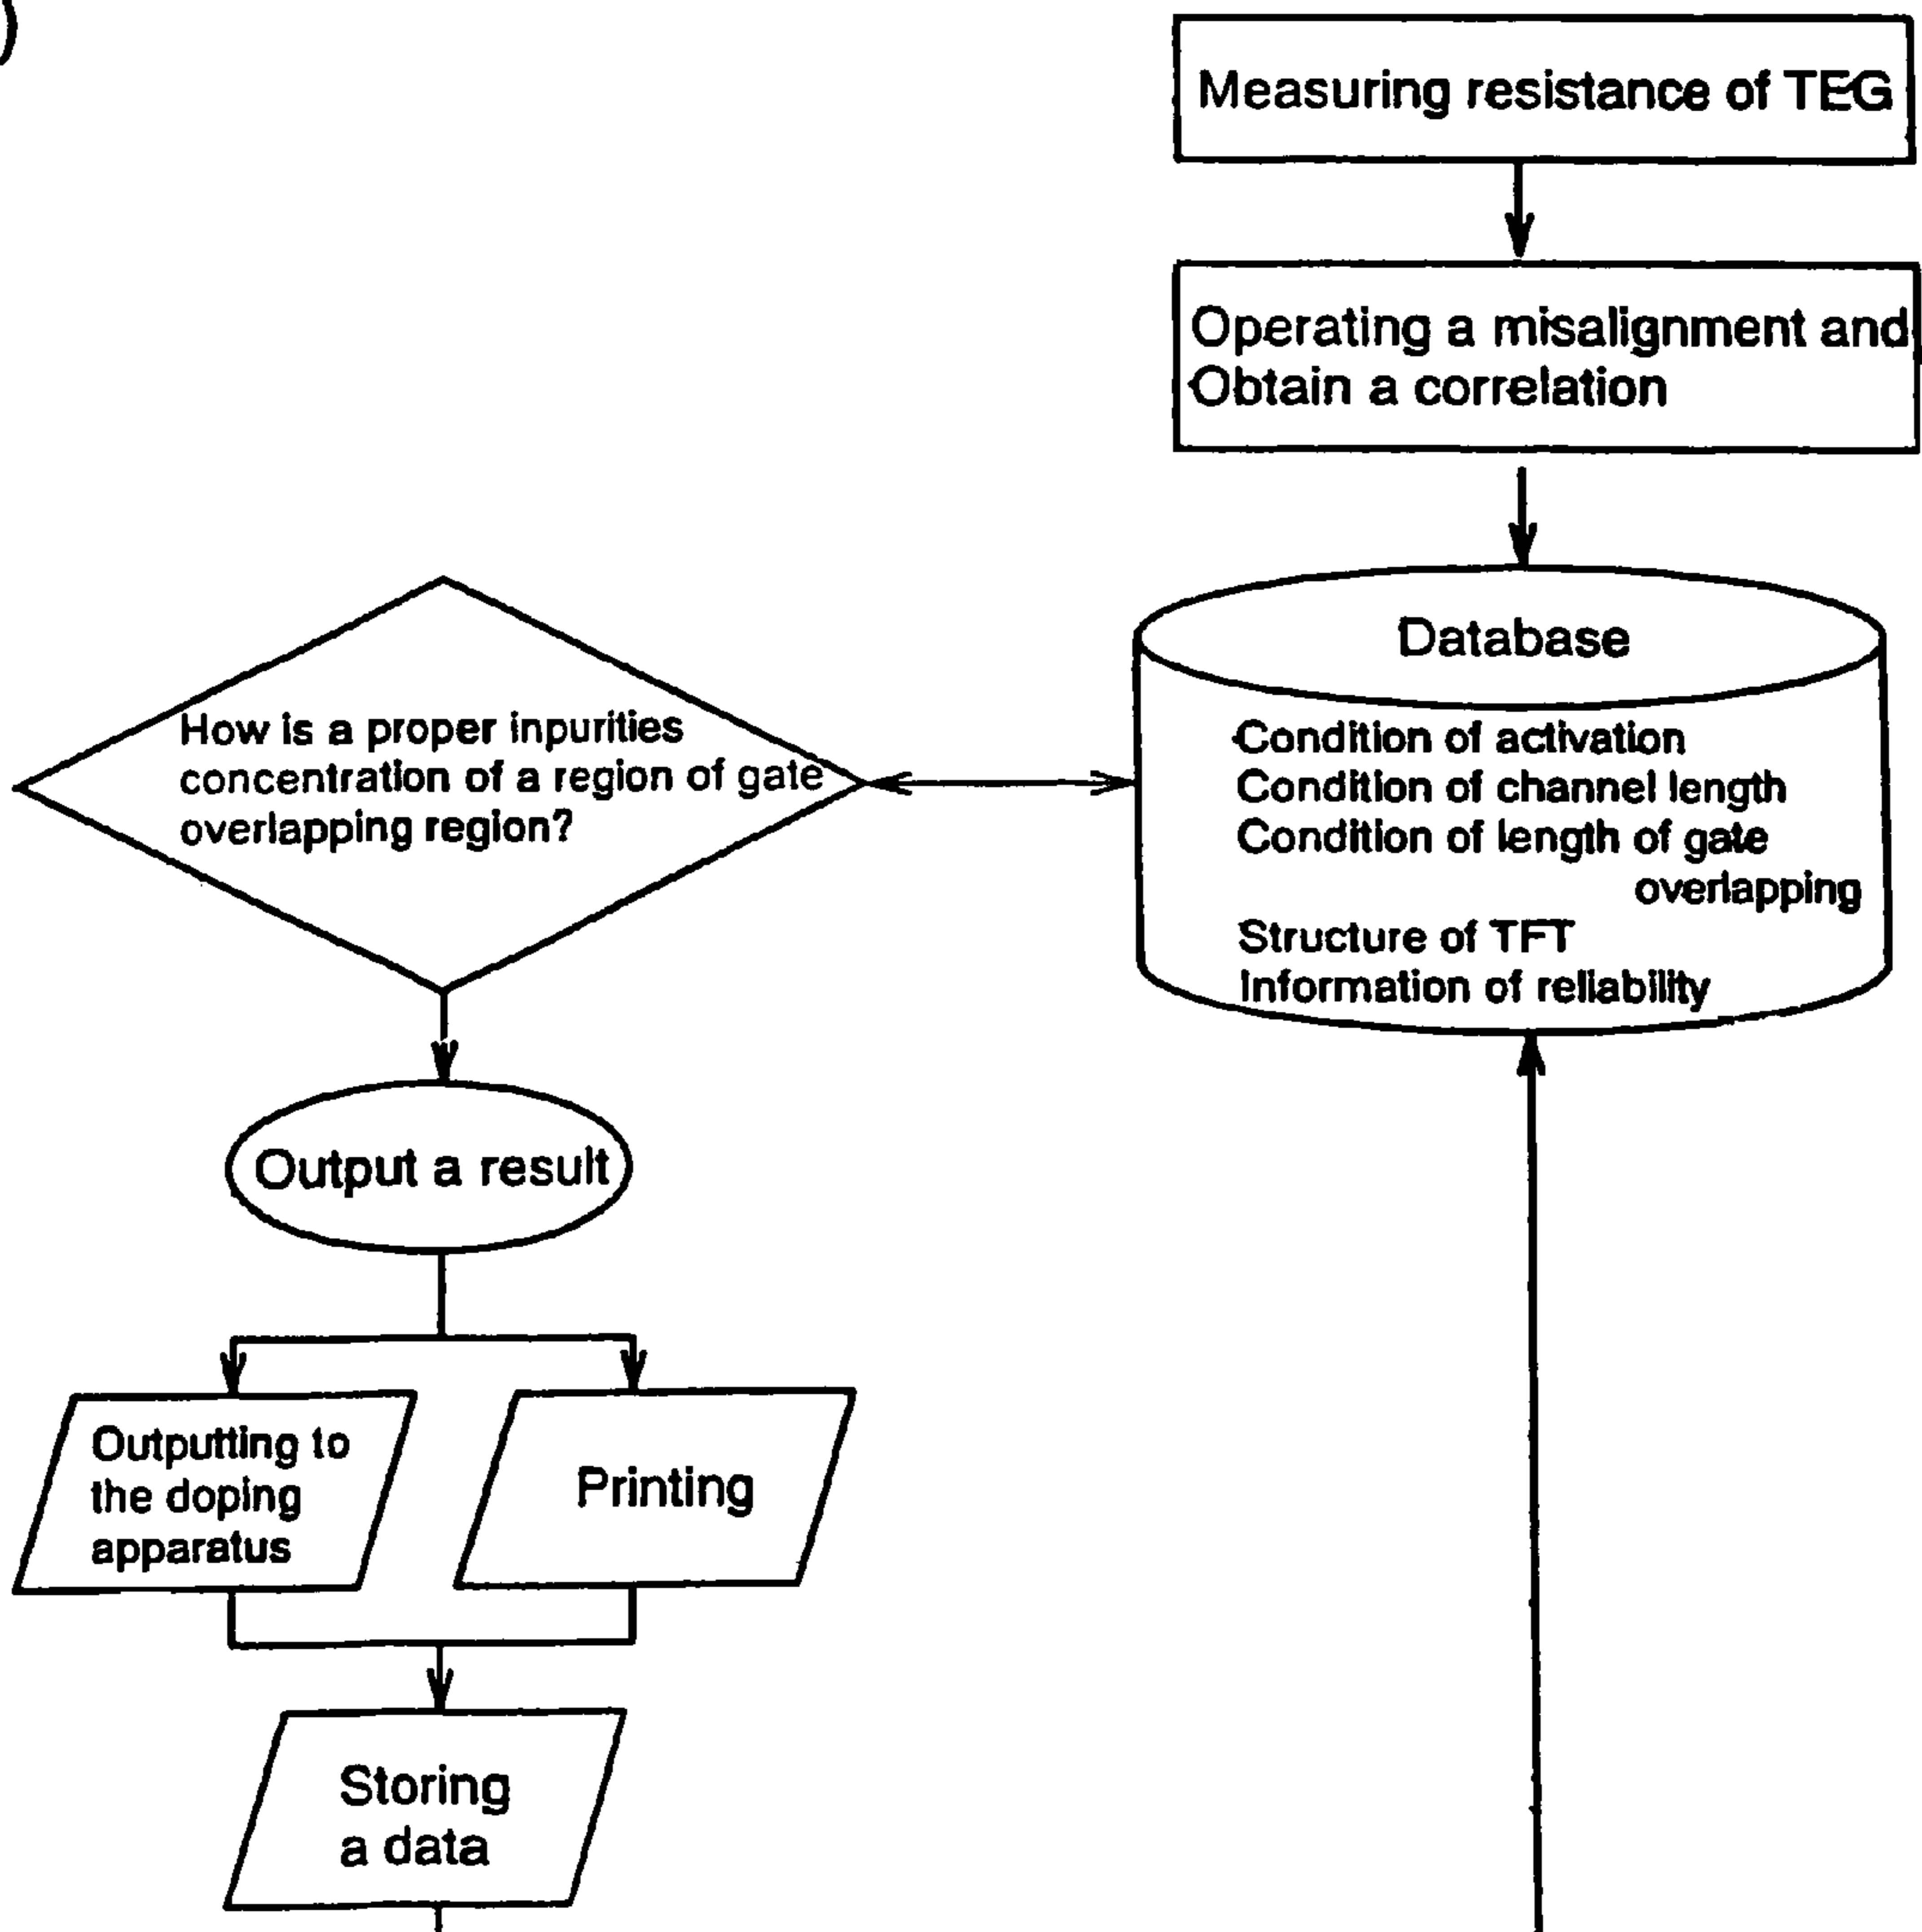 )
Measuring resistance of TEG
Operating a misalignment and
Obtain a correlation
Database
Condition of activation
Condition of channel length
Condition of length of gate
overlapping
Structure of TFT
Information of reliability
How is a proper inpurities
concentration of a region of gate
overlapping region?
Output a result
Outputting to
the doping
apparatus
Printing
Storing
a data